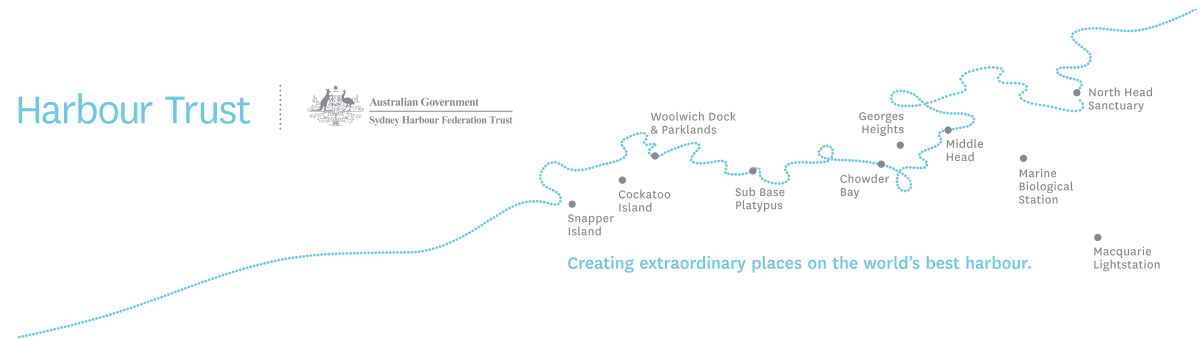 Harbour Trust
Australian Government
Sydney Harbour Federation Trust
Woolwich Dock
& Parklands
Georges
Heights
North Head
Sanctuary
Middle
Head
Chowder
Bay
Marine
Biological
Station
Cockatoo
Island
Sub Base
Platypus
Snapper
Island
Macquarie
Lightstation
Creating extraordinary places on the world's best harbour.